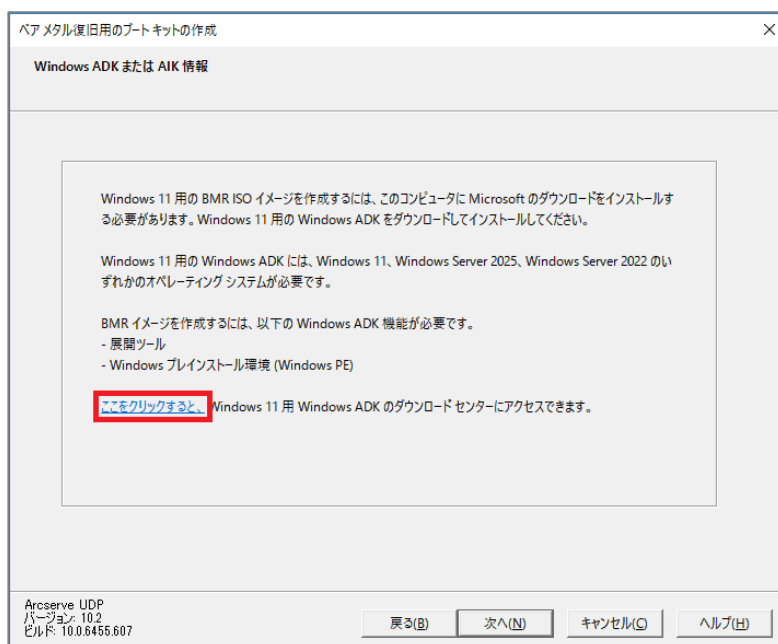 ベア メタル復旧用のブート キットの作成
Windows ADK または AIK 情報
Windows 11 用の BMR ISO イメージを作成するには、このコンピュータに Microsoft のダウンロードをインストールす
る必要があります。Windows 11 用の Windows ADK をダウンロードしてインストールしてください。
Windows 11 用の Windows ADK には、Windows 11、Windows Server 2025、Windows Server 2022 のい
ずれかのオペレーティング システムが必要です。
BMR イメージを作成するには、以下の Windows ADK 機能が必要です。
- 展開ツール
- Windows プレインストール環境 (Windows PE)
ここをクリックすると、Windows 11 用 Windows ADK のダウンロード センターにアクセスできます。
Arcserve UDP
バージョン: 10.2
ビルド: 10.0.6455.607
戻る(B) 次へ(N) キャンセル(C) ヘルプ(H)